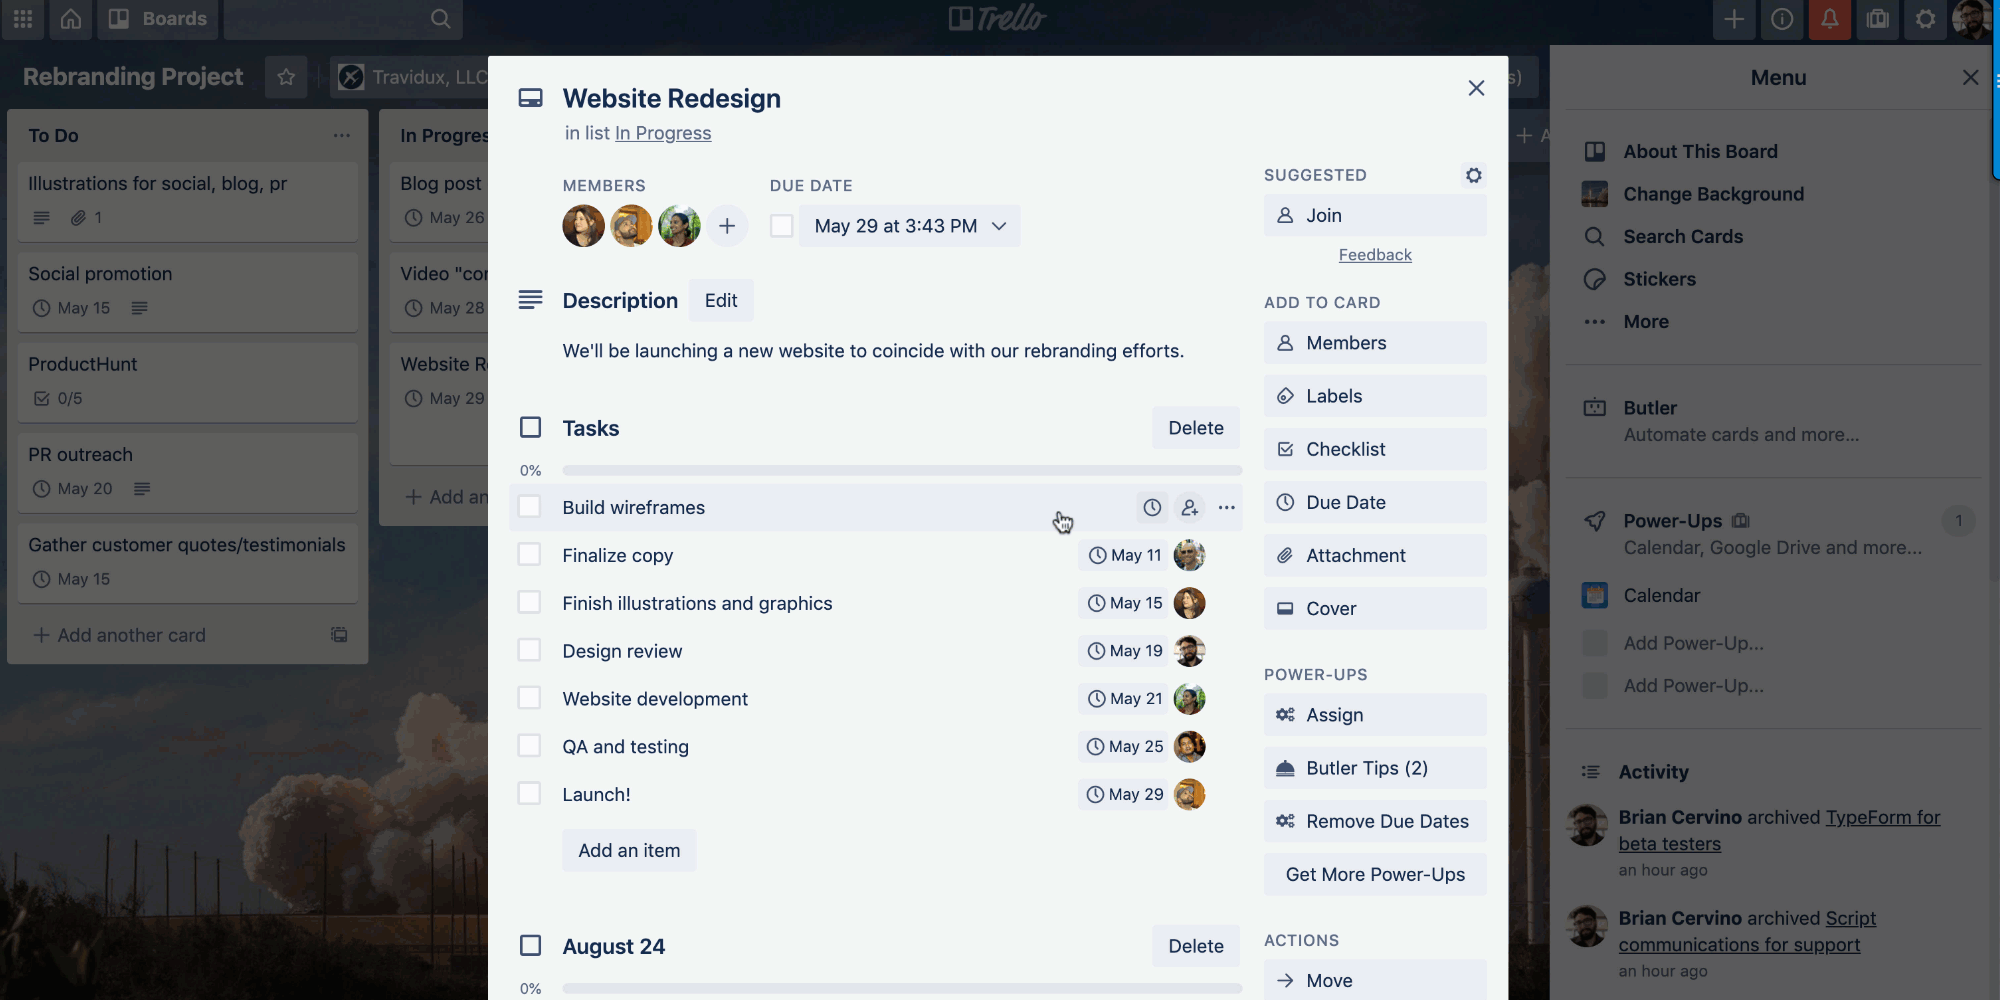 Boards
Trello
Rebranding Project
Travidux, LLC
Menu
To Do
Illustrations for social, blog, pr
1
Social promotion
May 15
ProductHunt
0/5
PR outreach
May 20
Gather customer quotes/testimonials
May 15
+ Add another card
In Progres
Blog post
May 26
Video "cor
May 28
Website R
May 29
+ Add an
Website Redesign
in list In Progress
MEMBERS
DUE DATE
May 29 at 3:43 PM
Description
Edit
We'll be launching a new website to coincide with our rebranding efforts.
Tasks
Delete
0%
Build wireframes
Finalize copy
May 11
Finish illustrations and graphics
May 15
Design review
May 19
Website development
May 21
QA and testing
May 25
Launch!
May 29
Add an item
August 24
Delete
0%
SUGGESTED
Join
Feedback
ADD TO CARD
Members
Labels
Checklist
Due Date
Attachment
Cover
POWER-UPS
Assign
Butler Tips (2)
Remove Due Dates
Get More Power-Ups
ACTIONS
Move
s)
+ A
About This Board
Change Background
Search Cards
Stickers
More
Butler
Automate cards and more...
Power-Ups
1
Calendar, Google Drive and more...
Calendar
Add Power-Up...
Add Power-Up...
Activity
Brian Cervino archived TypeForm for
beta testers
an hour ago
Brian Cervino archived Script
communications for support
an hour ago